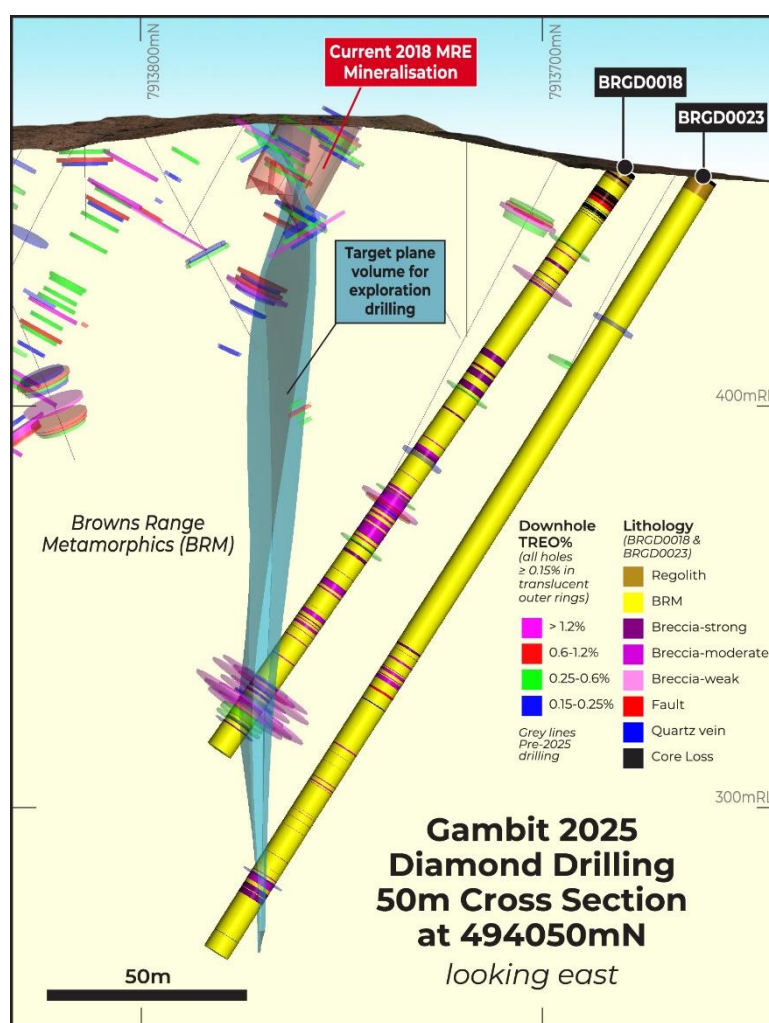 7913800mN
7913700mN
Current 2018 MRE
Mineralisation
BRGD0018
BRGD0023
Target plane
volume for
exploration
drilling
400mRL
Browns Range
Metamorphics (BRM)
Downhole
TREO%
(all holes
≥ 0.15% in
translucent
outer rings)
> 1.2%
0.6-1.2%
0.25-0.6%
0.15-0.25%
Grey lines
Pre-2025
drilling
Lithology
(BRGD0018 &
BRGD0023)
Regolith
BRM
Breccia-strong
Breccia-moderate
Breccia-weak
Fault
Quartz vein
Core Loss
300mRL
Gambit 2025
Diamond Drilling
50m Cross Section
at 494050mN
looking east
50m